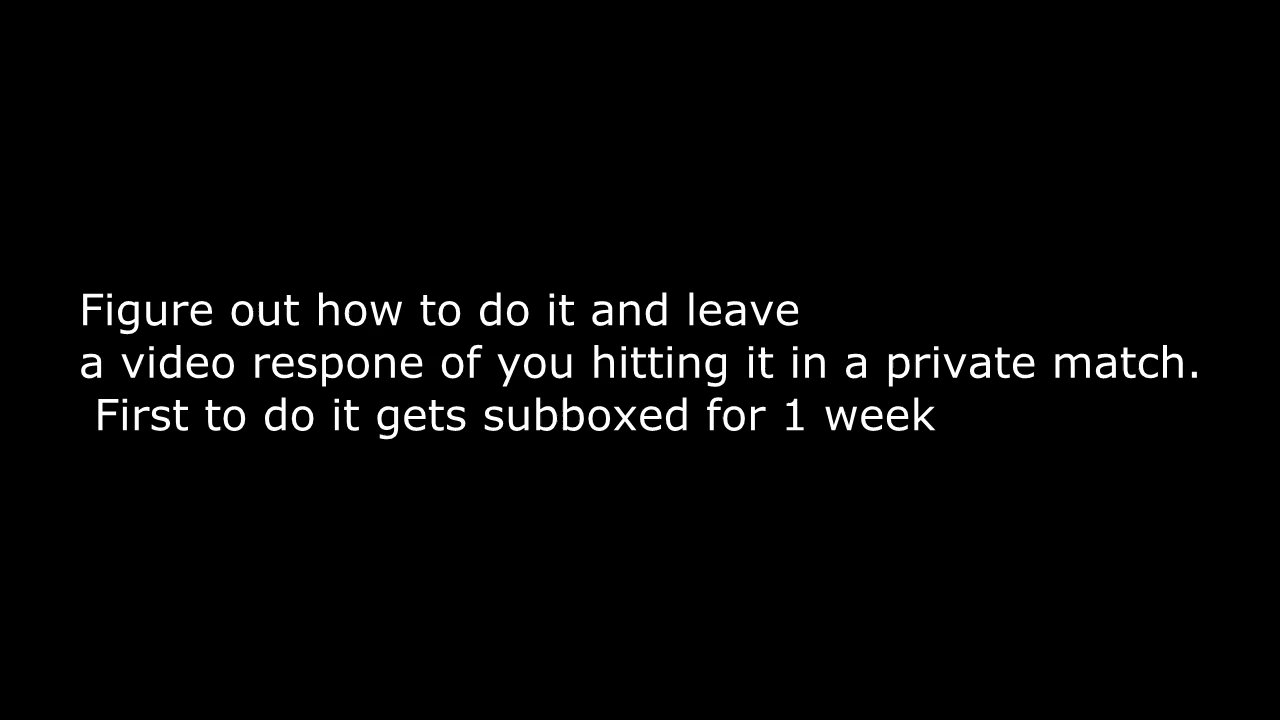 Figure out how to do it and leave
a video respone of you hitting it in a private match.
First to do it gets subboxed for 1 week